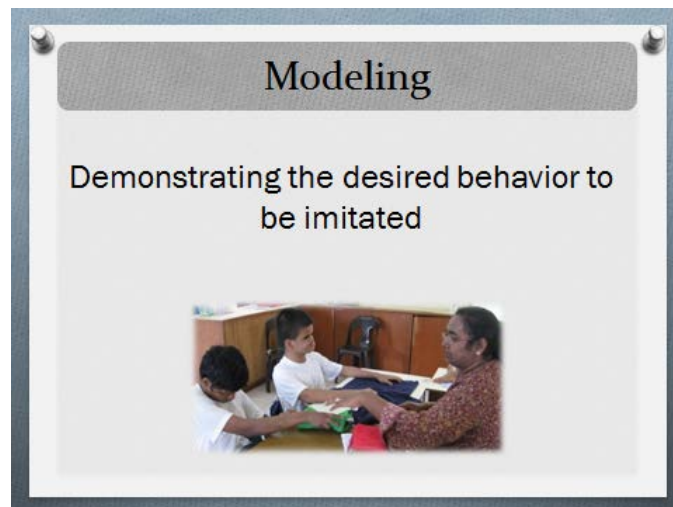 Modeling
Demonstrating the desired behavior to
be imitated